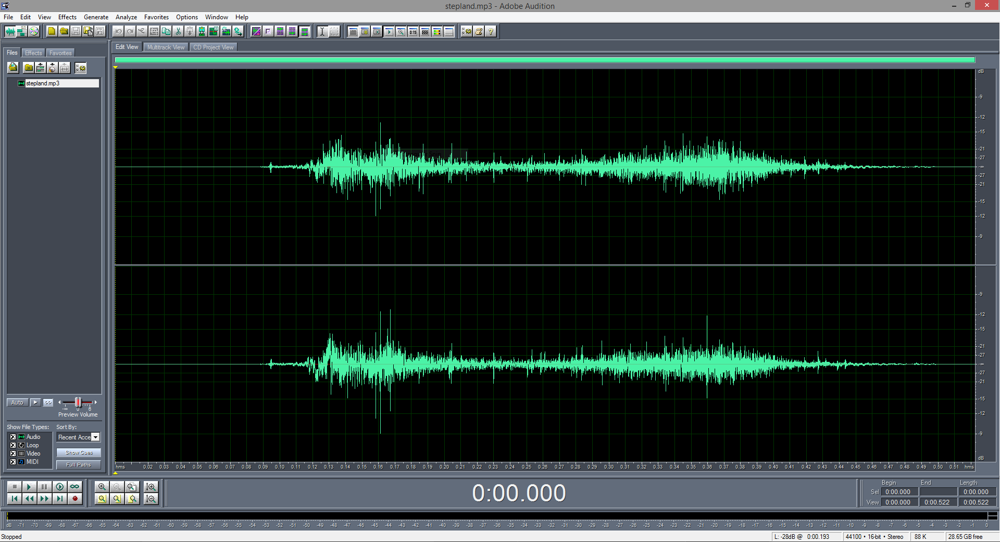 stepland.mp3 - Adobe Audition
File Edit View Effects Generate Analyze Favorites Options Window Help
Edit View Multitrack View CD Project View
Files Effects Favorites
stepland.mp3
dB
-9
-12
-15
-21
-27
-∞
-27
-21
-15
-12
-9
-9
-12
-15
-21
-27
-∞
-27
-21
-15
-12
-9
dB
Auto
-∞ 0 6
Preview Volume
Show File Types: Sort By:
Audio Recent Acce
Loop
Video Show Cues
MIDI Full Paths
hms 0.02 0.03 0.04 0.05 0.06 0.07 0.08 0.09 0.10 0.11 0.12 0.13 0.14 0.15 0.16 0.17 0.18 0.19 0.20 0.21 0.22 0.23 0.24 0.25 0.26 0.27 0.28 0.29 0.30 0.31 0.32 0.33 0.34 0.35 0.36 0.37 0.38 0.39 0.40 0.41 0.42 0.43 0.44 0.45 0.46 0.47 0.48 0.49 0.50 0.51 hms
0:00.000
Begin End Length
Sel 0:00.000 0:00.000
View 0:00.000 0:00.522 0:00.522
dB -71 -70 -69 -68 -67 -66 -65 -64 -63 -62 -61 -60 -59 -58 -57 -56 -55 -54 -53 -52 -51 -50 -49 -48 -47 -46 -45 -44 -43 -42 -41 -40 -39 -38 -37 -36 -35 -34 -33 -32 -31 -30 -29 -28 -27 -26 -25 -24 -23 -22 -21 -20 -19 -18 -17 -16 -15 -14 -13 -12 -11 -10 -9 -8 -7 -6 -5 -4 -3 -2 -1 0
Stopped L: -28dB @ 0:00.193 44100 • 16-bit • Stereo 88 K 28.65 GB free